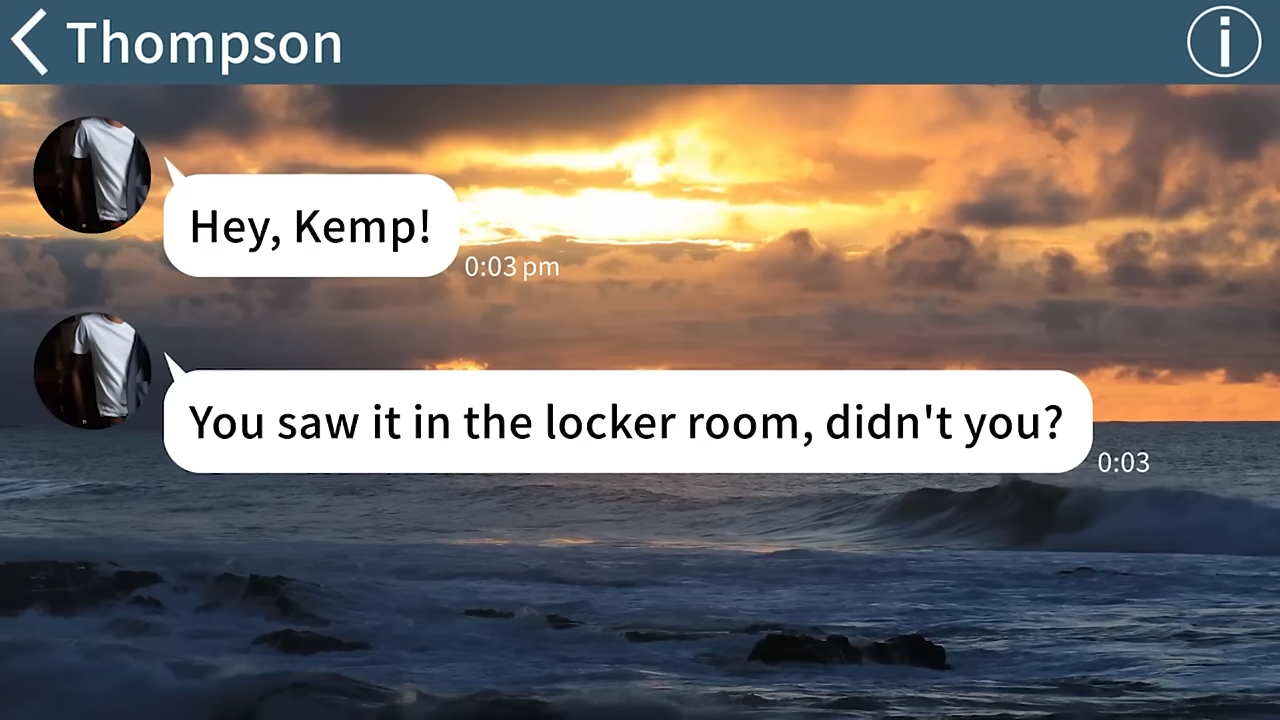 Thompson
Hey, Kemp!
0:03 pm
You saw it in the locker room, didn't you?
0:03